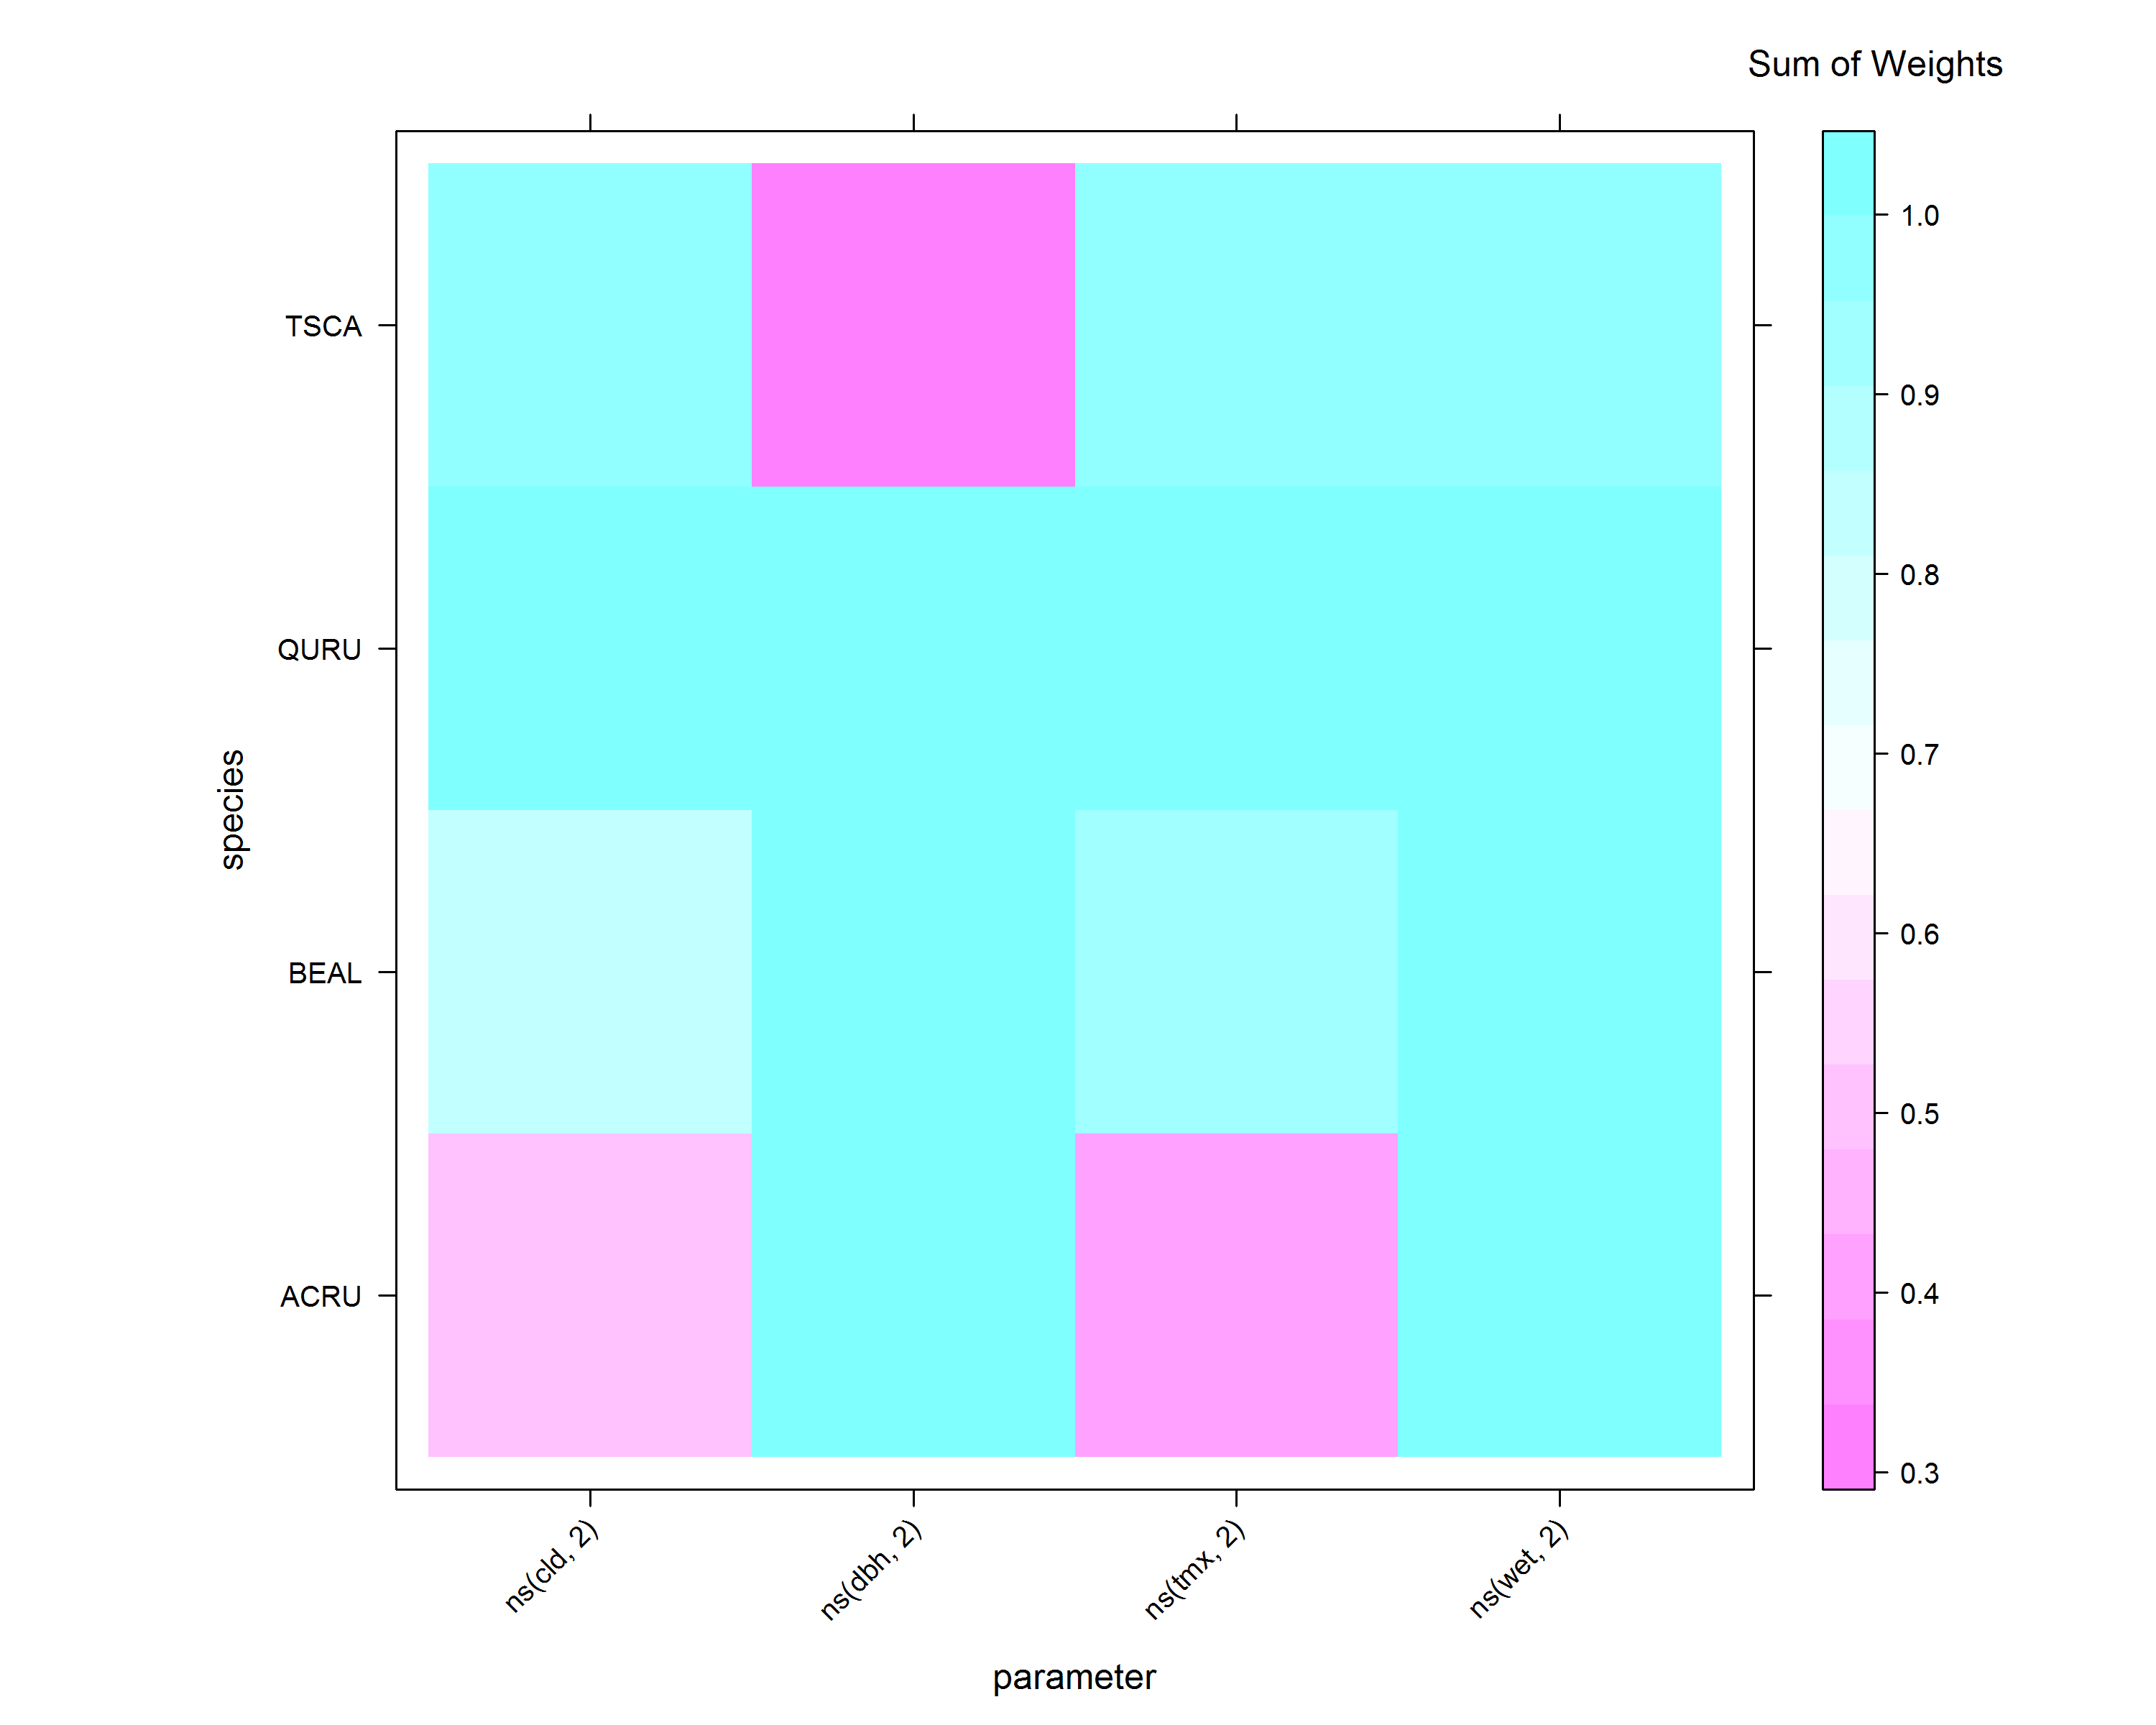 Sum of Weights
1.0
0.9
0.8
0.7
0.6
0.5
0.4
0.3
species
TSCA
QURU
BEAL
ACRU
ns(cld, 2)
ns(dbh, 2)
ns(tmx, 2)
ns(wet, 2)
parameter